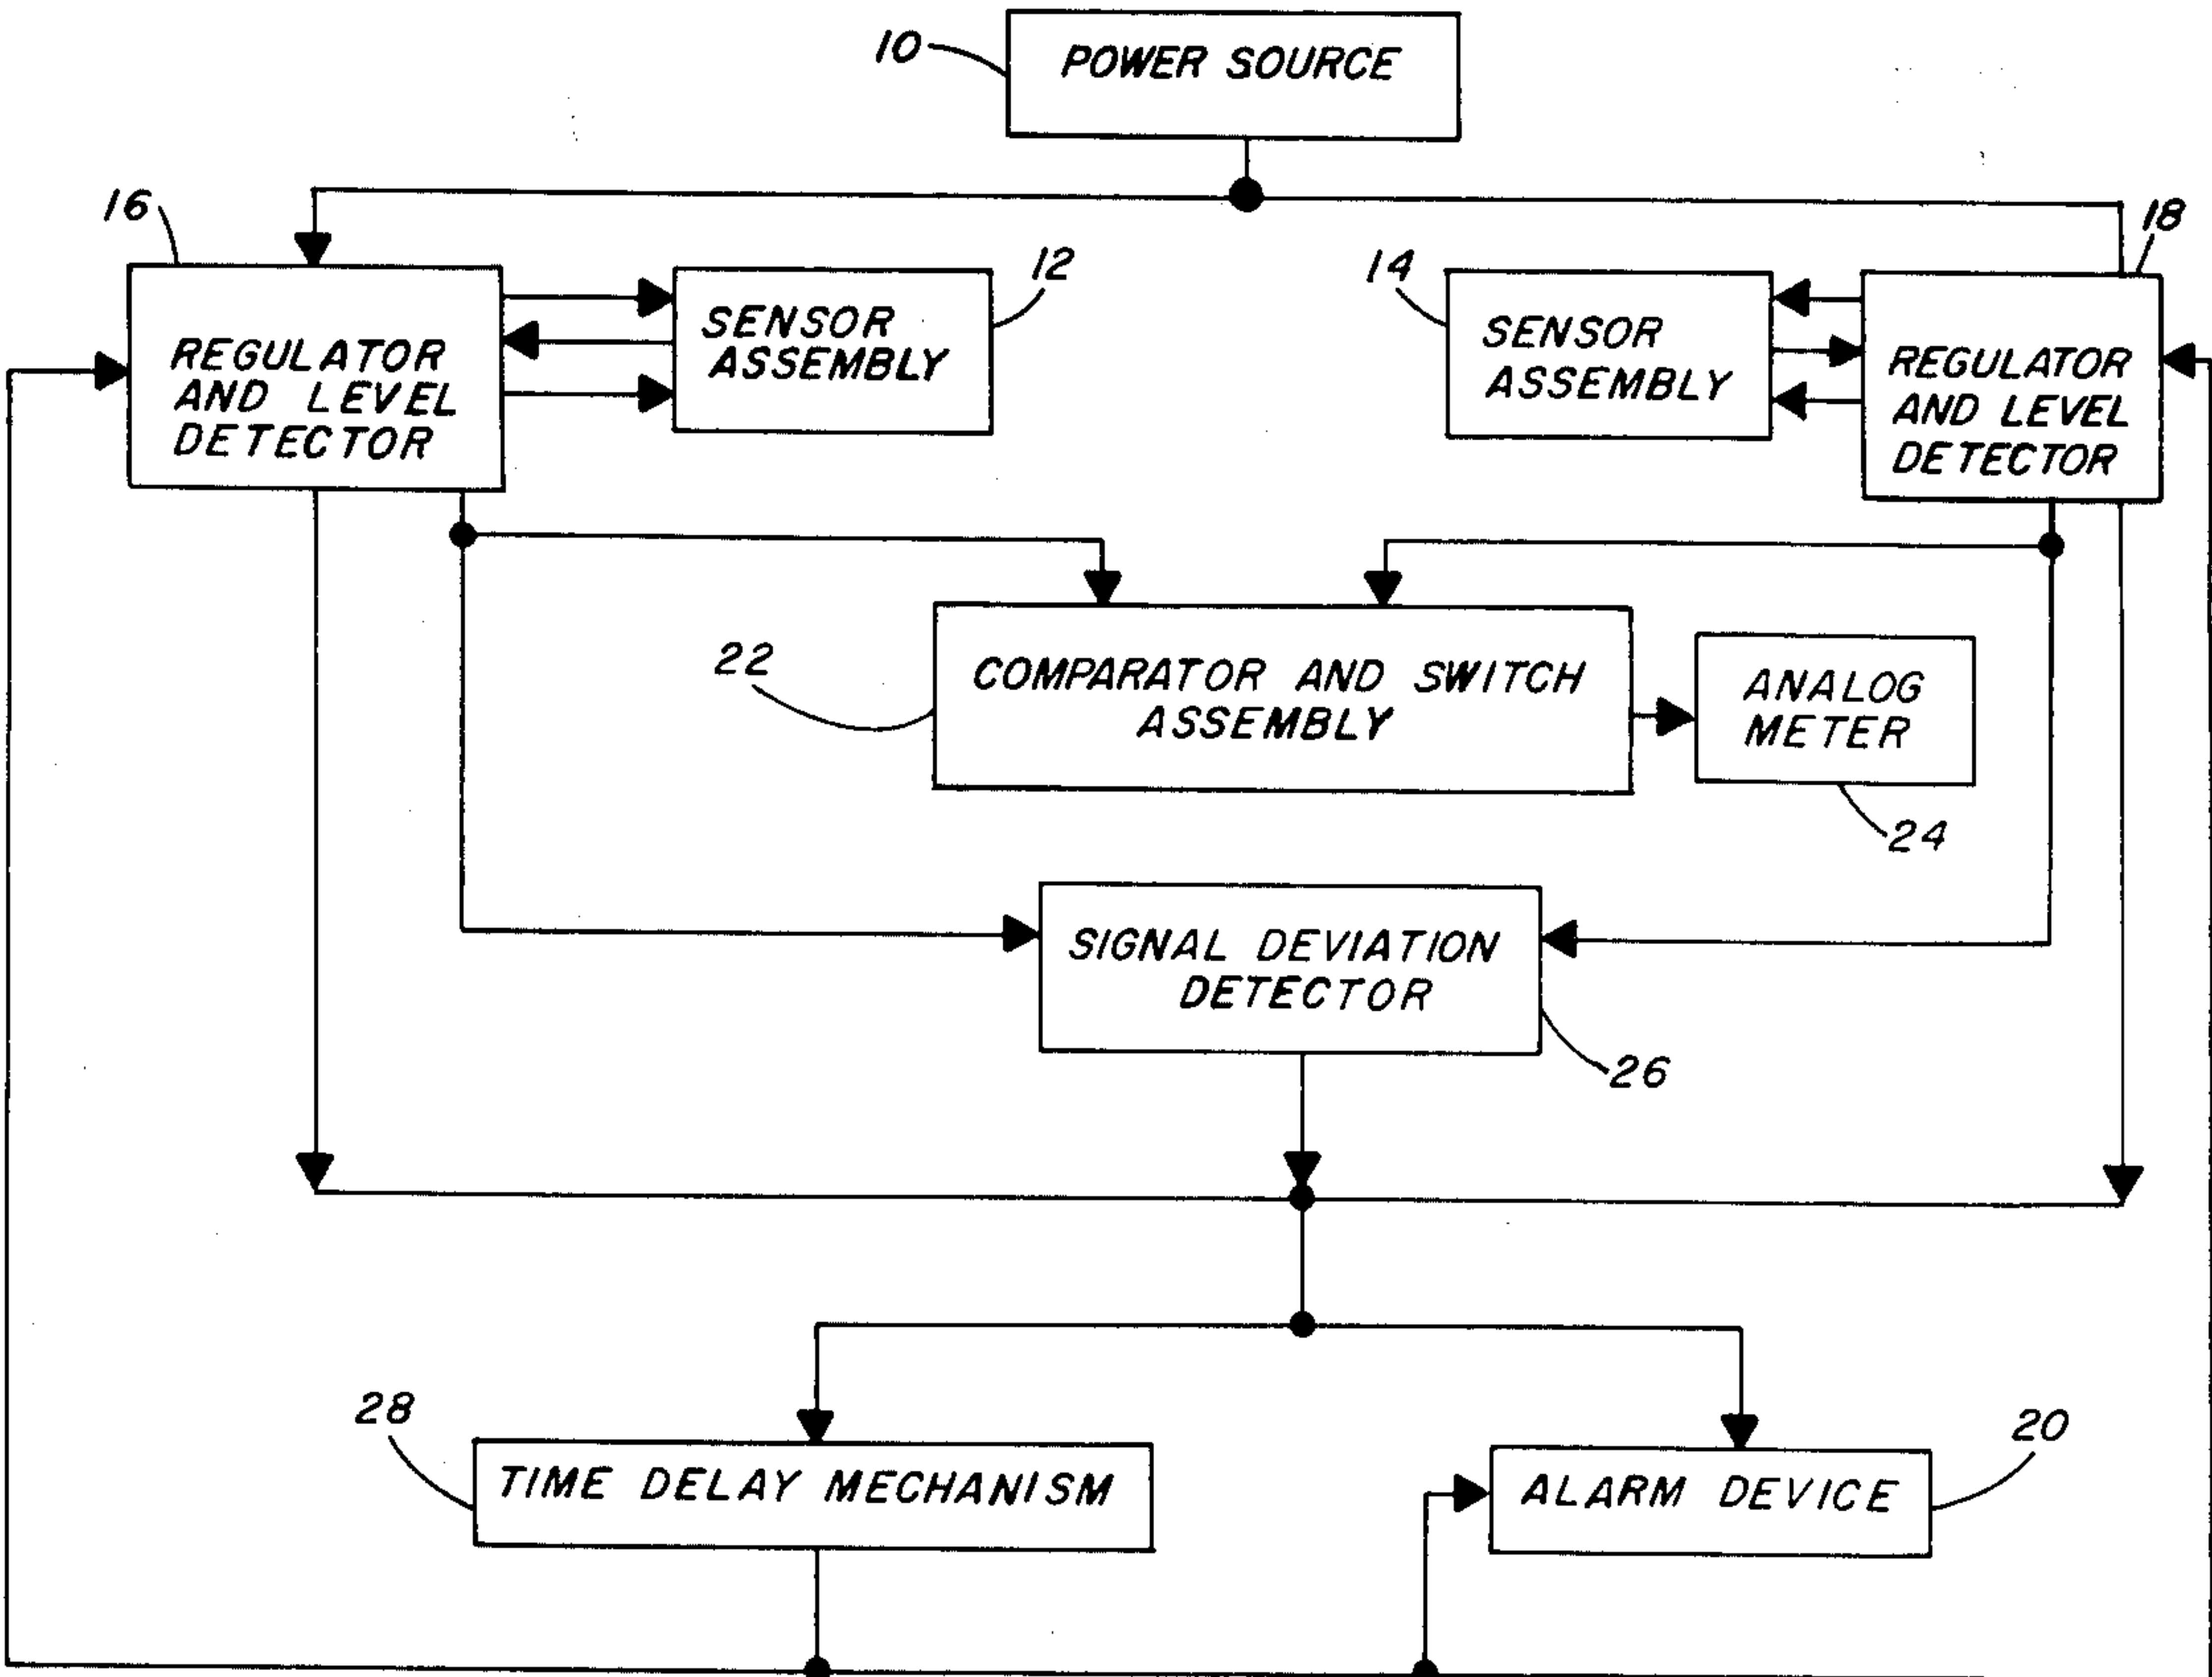 10
POWER SOURCE
16
18
12
14
SENSOR
ASSEMBLY
SENSOR
ASSEMBLY
REGULATOR
AND LEVEL
DETECTOR
REGULATOR
AND LEVEL
DETECTOR
22
COMPARATOR AND SWITCH
ASSEMBLY
ANALOG
METER
24
SIGNAL DEVIATION
DETECTOR
26
28
20
TIME DELAY MECHANISM
ALARM DEVICE